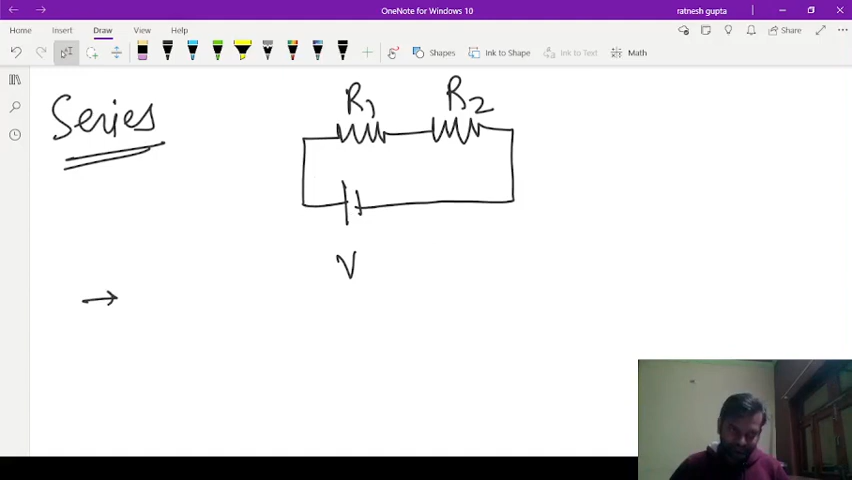 OneNote for Windows 10
ratnesh gupta
Home Insert Draw View Help
Share
Shapes
Ink to Shape
Ink to Text
Math
Series
R1 R2
V